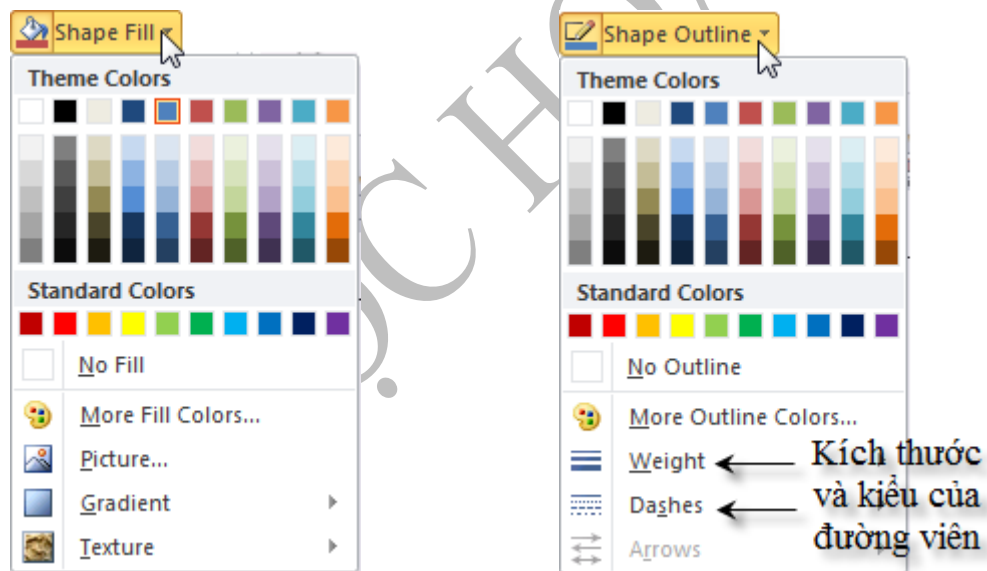 Shape Fill
Theme Colors
Standard Colors
No Fill
More Fill Colors...
Picture...
Gradient
Texture
Shape Outline
Theme Colors
Standard Colors
No Outline
More Outline Colors...
Weight
Dashes
Arrows
Kích thước
và kiểu của
đường viên